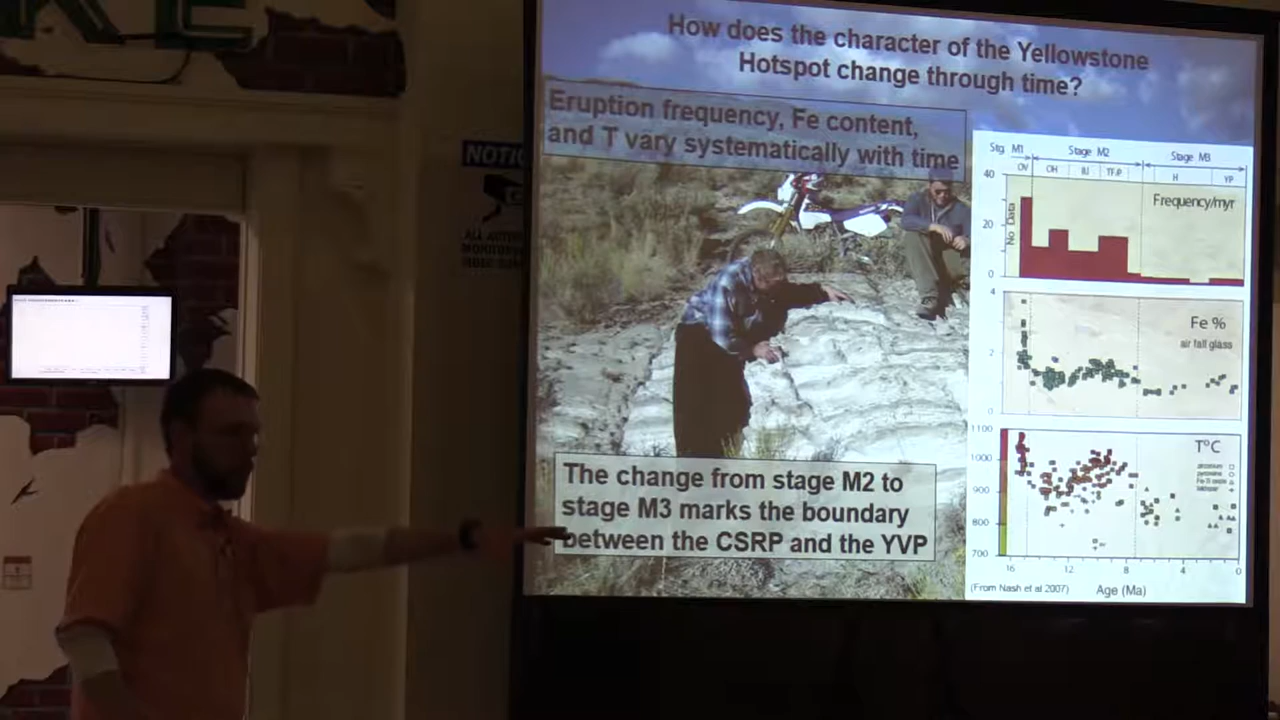 How does the character of the Yellowstone
Hotspot change through time?
Eruption frequency, Fe content,
and T vary systematically with time
NOTIC
Stg M1 Stage M2 Stage M3
OV OH BJ TF/P H YP
40
20
0
No Data
Frequency/myr
4
2
0
Fe %
air fall glass
1100
1000
900
800
700
T°C
16 12 8 4 0
(From Nash et al 2007) Age (Ma)
The change from stage M2 to
stage M3 marks the boundary
between the CSRP and the YVP